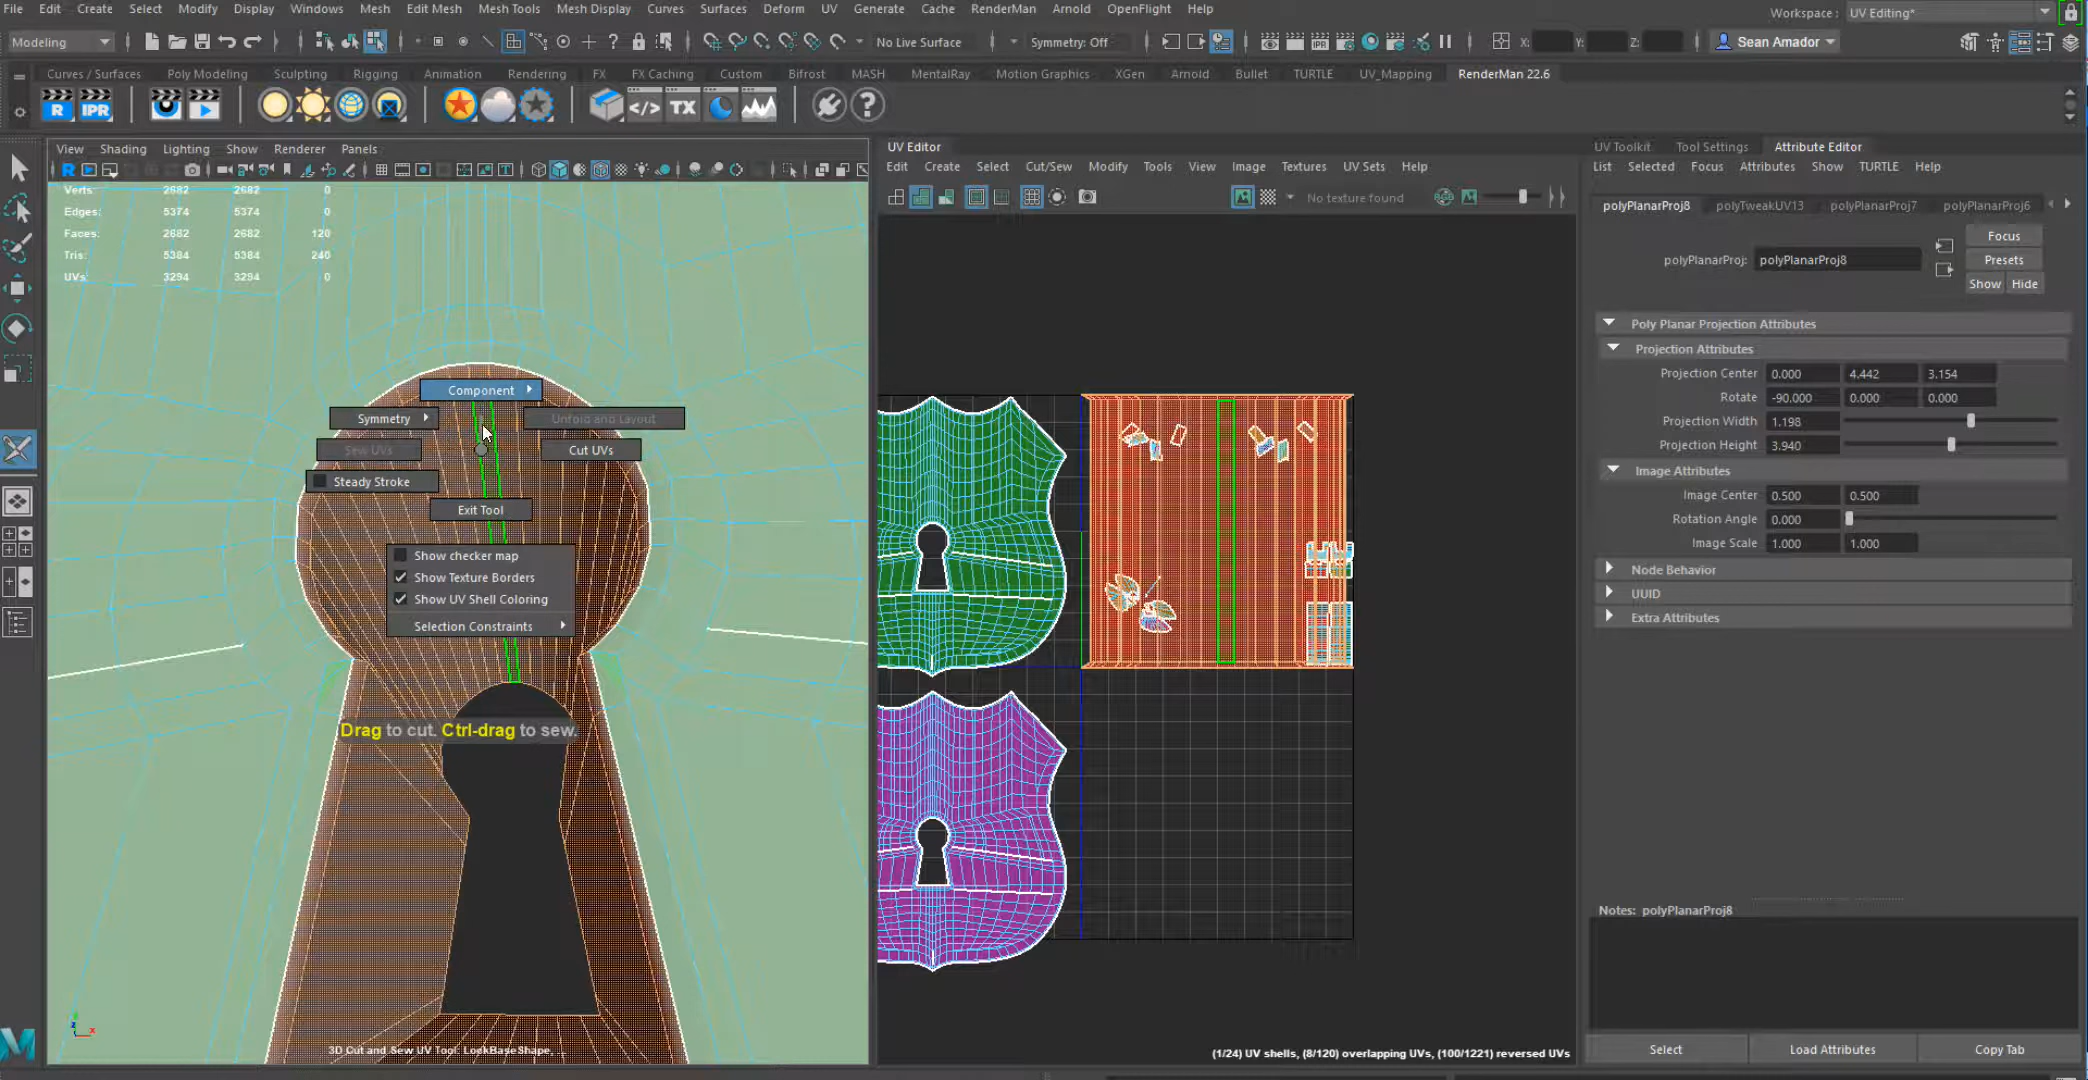 File Edit Create Select Modify Display Windows Mesh Edit Mesh Mesh Tools Mesh Display Curves Surfaces Deform UV Generate Cache RenderMan Arnold OpenFlight Help
Workspace : UV Editing*
Modeling
No Live Surface
Symmetry: Off
X:
Y:
Z:
Sean Amador
Curves / Surfaces Poly Modeling Sculpting Rigging Animation Rendering FX FX Caching Custom Bifrost MASH MentalRay Motion Graphics XGen Arnold Bullet TURTLE UV_Mapping RenderMan 22.6
R IPR </> TX ?
View Shading Lighting Show Renderer Panels
Verts: 2682 2682 0
Edges: 5374 5374 0
Faces: 2682 2682 120
Tris: 5384 5384 240
UVs: 3294 3294 0
Component
Symmetry
Unfold and Layout
Sew UVs
Cut UVs
Steady Stroke
Exit Tool
Show checker map
Show Texture Borders
Show UV Shell Coloring
Selection Constraints
Drag to cut. Ctrl-drag to sew.
3D Cut and Sew UV Tool: LookBaseShape, ...
UV Editor
Edit Create Select Cut/Sew Modify Tools View Image Textures UV Sets Help
No texture found
(1/24) UV shells, (8/120) overlapping UVs, (100/1221) reversed UVs
UV Toolkit Tool Settings Attribute Editor
List Selected Focus Attributes Show TURTLE Help
polyPlanarProj8 polyTweakUV13 polyPlanarProj7 polyPlanarProj6
polyPlanarProj: polyPlanarProj8
Focus
Presets
Show Hide
Poly Planar Projection Attributes
Projection Attributes
Projection Center 0.000 4.442 3.154
Rotate -90.000 0.000 0.000
Projection Width 1.198
Projection Height 3.940
Image Attributes
Image Center 0.500 0.500
Rotation Angle 0.000
Image Scale 1.000 1.000
Node Behavior
UUID
Extra Attributes
Notes: polyPlanarProj8
Select Load Attributes Copy Tab